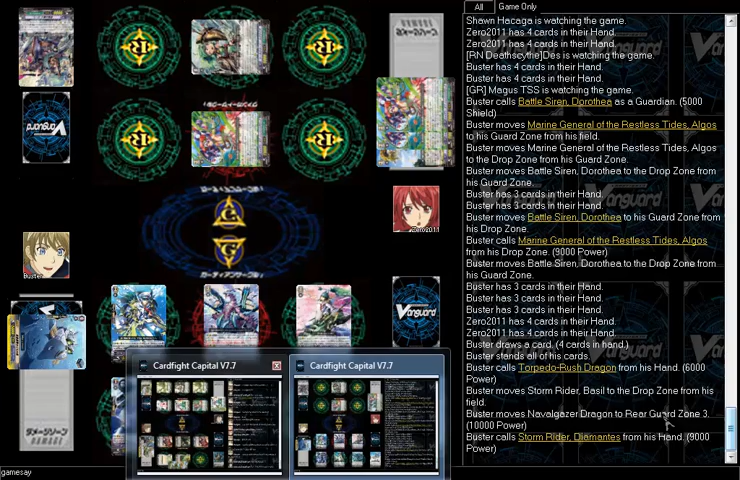 All
Game Only
Shawn Hacaga is watching the game.
Zero2011 has 4 cards in their Hand.
Zero2011 has 4 cards in their Hand.
[RN Deathscythe]Des is watching the game.
Buster has 4 cards in their Hand.
Buster has 4 cards in their Hand.
[GR] Magus TSS is watching the game.
Buster calls Battle Siren, Dorothea as a Guardian. (5000
Shield)
Buster moves Marine General of the Restless Tides, Algos
to his Guard Zone from his field.
Buster moves Marine General of the Restless Tides, Algos
to the Drop Zone from his Guard Zone.
Buster moves Battle Siren, Dorothea to the Drop Zone from
his Guard Zone.
Buster has 3 cards in their Hand.
Buster has 3 cards in their Hand.
Buster moves Battle Siren, Dorothea to his Guard Zone from
his Drop Zone.
Buster calls Marine General of the Restless Tides, Algos
from his Drop Zone. (9000 Power)
Buster moves Battle Siren, Dorothea to the Drop Zone from
his Guard Zone.
Buster has 3 cards in their Hand.
Buster has 3 cards in their Hand.
Buster has 3 cards in their Hand.
Zero2011 has 4 cards in their Hand.
Zero2011 has 4 cards in their Hand.
Buster draws a card. (4 cards in hand.)
Buster stands all of his cards.
Buster calls Torpedo-Rush Dragon from his Hand. (6000
Power)
Buster moves Storm Rider, Basil to the Drop Zone from his
field.
Buster moves Navalgazer Dragon to Rear Guard Zone 3.
(10000 Power)
Buster calls Storm Rider, Diamantes from his Hand. (9000
Power)
Zero2011
Buster
Vanguard
Vanguard
Cardfight Capital V7.7
Cardfight Capital V7.7
gamesay